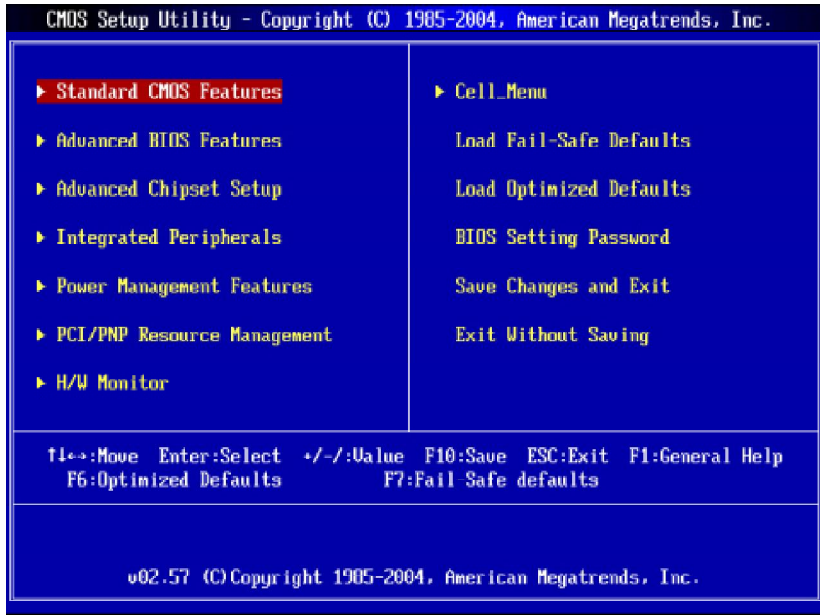 CMOS Setup Utility - Copyright (C) 1985-2004, American Megatrends, Inc.
▶ Standard CMOS Features
▶ Advanced BIOS Features
▶ Advanced Chipset Setup
▶ Integrated Peripherals
▶ Power Management Features
▶ PCI/PNP Resource Management
▶ H/W Monitor
▶ Cell_Menu
Load Fail-Safe Defaults
Load Optimized Defaults
BIOS Setting Password
Save Changes and Exit
Exit Without Saving
↑↓←→:Move Enter:Select +/-/:Value F10:Save ESC:Exit F1:General Help
F6:Optimized Defaults F7:Fail-Safe defaults
v02.57 (C)Copyright 1985-2004, American Megatrends, Inc.